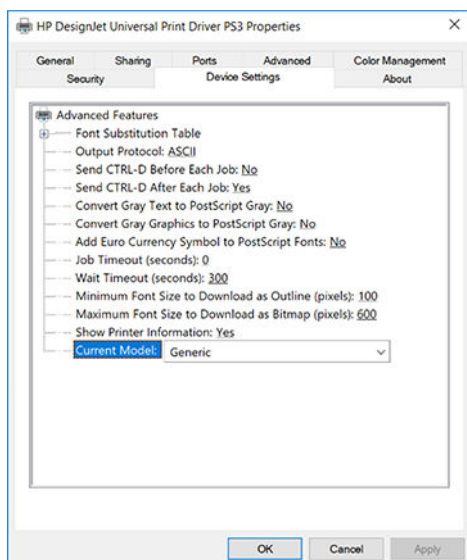 HP DesignJet Universal Print Driver PS3 Properties
General Sharing Ports Advanced Color Management
Security Device Settings About
Advanced Features
Font Substitution Table
Output Protocol: ASCII
Send CTRL-D Before Each Job: No
Send CTRL-D After Each Job: Yes
Convert Gray Text to PostScript Gray: No
Convert Gray Graphics to PostScript Gray: No
Add Euro Currency Symbol to PostScript Fonts: No
Job Timeout (seconds): 0
Wait Timeout (seconds): 300
Minimum Font Size to Download as Outline (pixels): 100
Maximum Font Size to Download as Bitmap (pixels): 600
Show Printer Information: Yes
Current Model: Generic
OK Cancel Apply